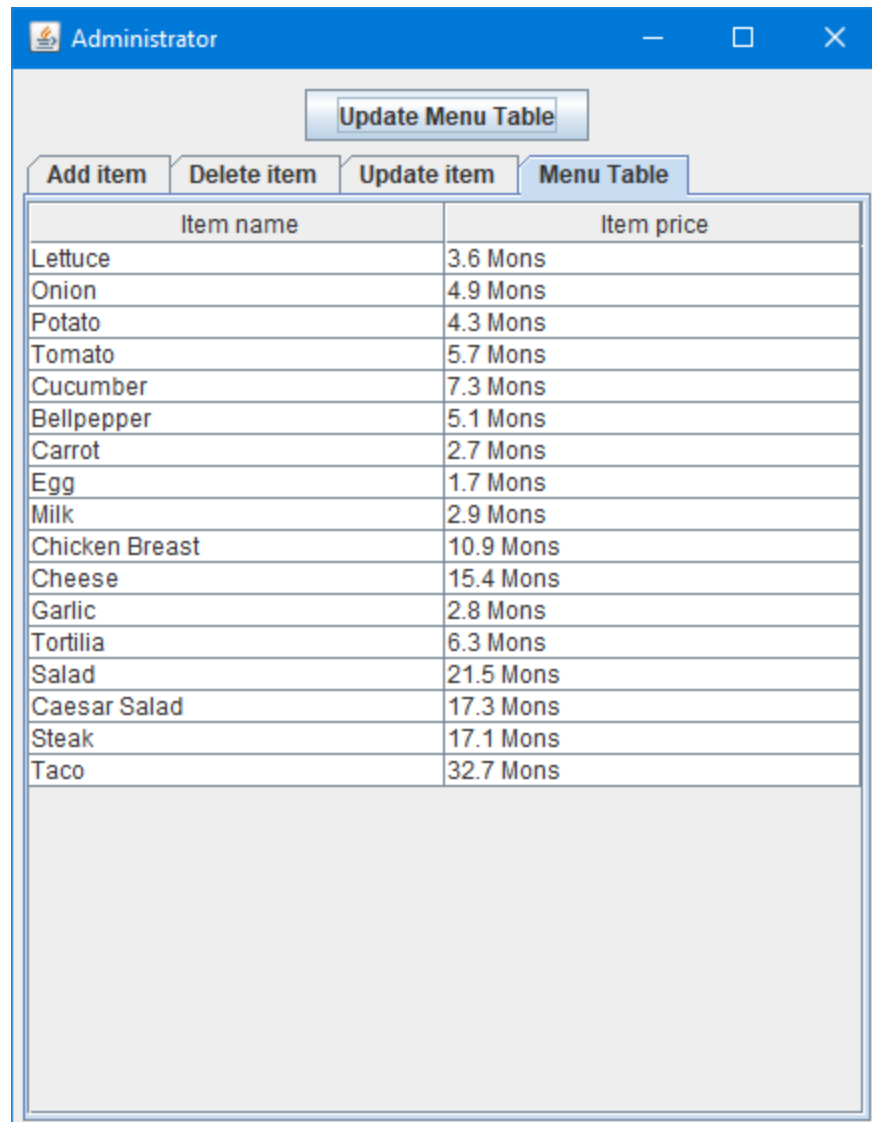 Administrator
Update Menu Table
Add item Delete item Update item Menu Table
Item name Item price
Lettuce 3.6 Mons
Onion 4.9 Mons
Potato 4.3 Mons
Tomato 5.7 Mons
Cucumber 7.3 Mons
Bellpepper 5.1 Mons
Carrot 2.7 Mons
Egg 1.7 Mons
Milk 2.9 Mons
Chicken Breast 10.9 Mons
Cheese 15.4 Mons
Garlic 2.8 Mons
Tortilia 6.3 Mons
Salad 21.5 Mons
Caesar Salad 17.3 Mons
Steak 17.1 Mons
Taco 32.7 Mons